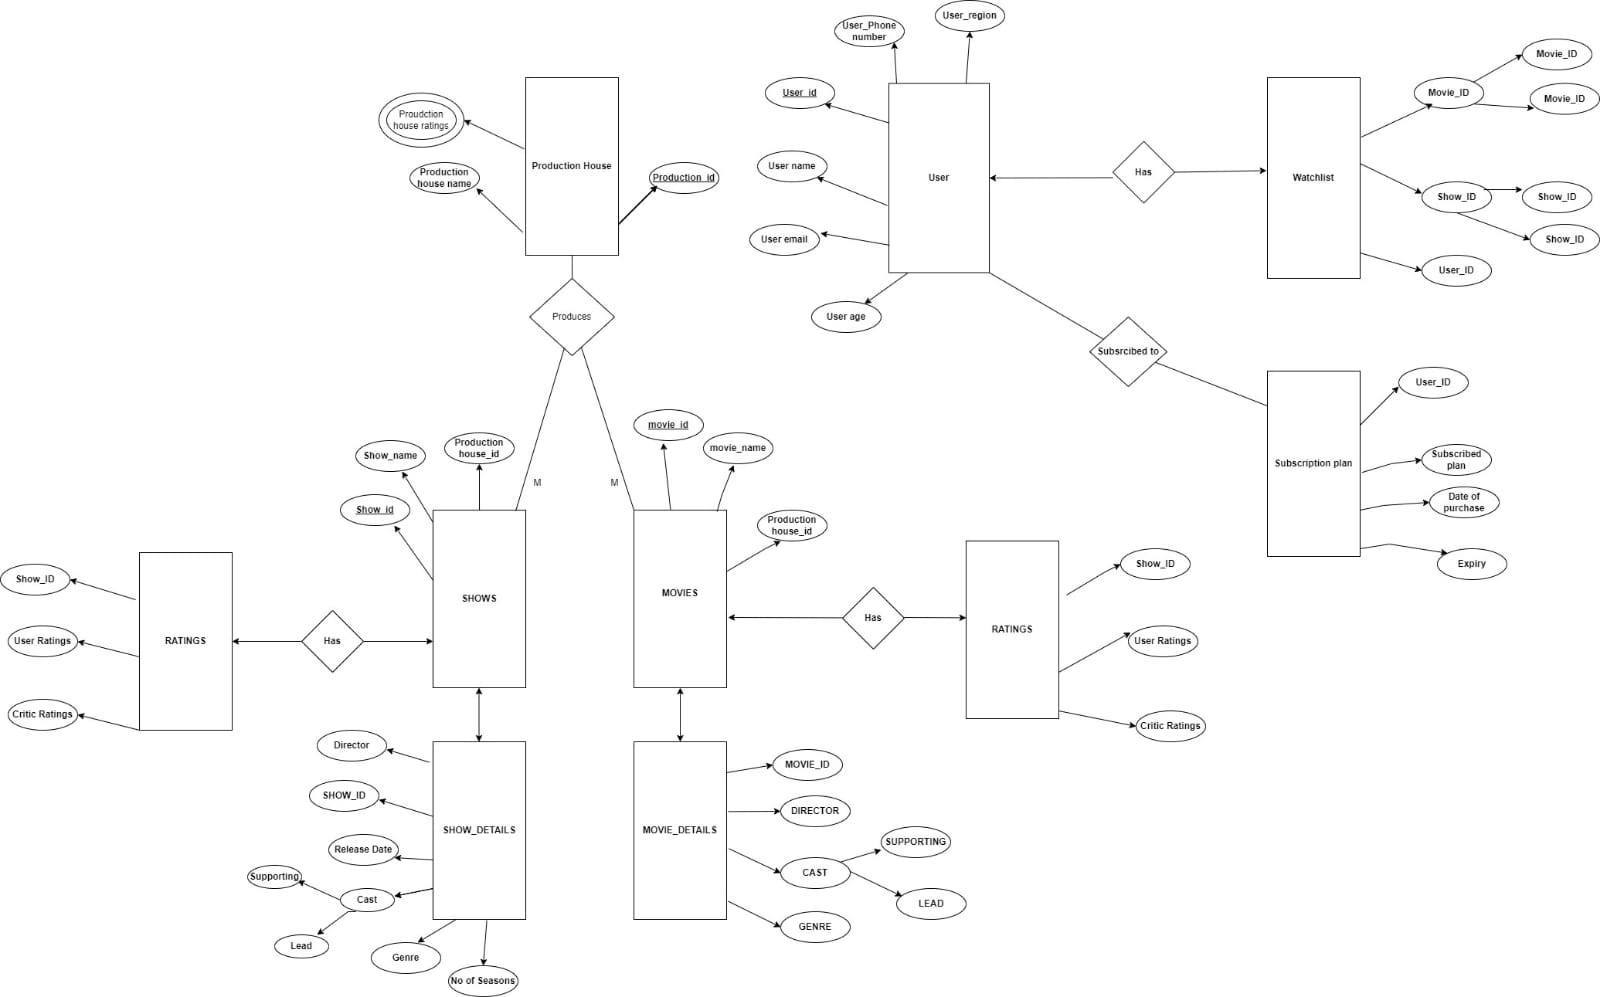 User_Phone
number
User_region
User_id
User name
User email
User age
User
Has
Watchlist
Movie_ID
Movie_ID
Movie_ID
Show_ID
Show_ID
Show_ID
User_ID
Proudction
house ratings
Production
house name
Production House
Production_id
Produces
Subsrcibed to
Subscription plan
User_ID
Subscribed
plan
Date of
purchase
Expiry
M
M
Show_name
Production
house_id
Show_id
SHOWS
movie_id
movie_name
Production
house_id
MOVIES
Show_ID
User Ratings
Critic Ratings
RATINGS
Has
Has
RATINGS
Show_ID
User Ratings
Critic Ratings
Director
SHOW_ID
Release Date
Supporting
Cast
Lead
Genre
No of Seasons
SHOW_DETAILS
MOVIE_DETAILS
MOVIE_ID
DIRECTOR
SUPPORTING
CAST
LEAD
GENRE